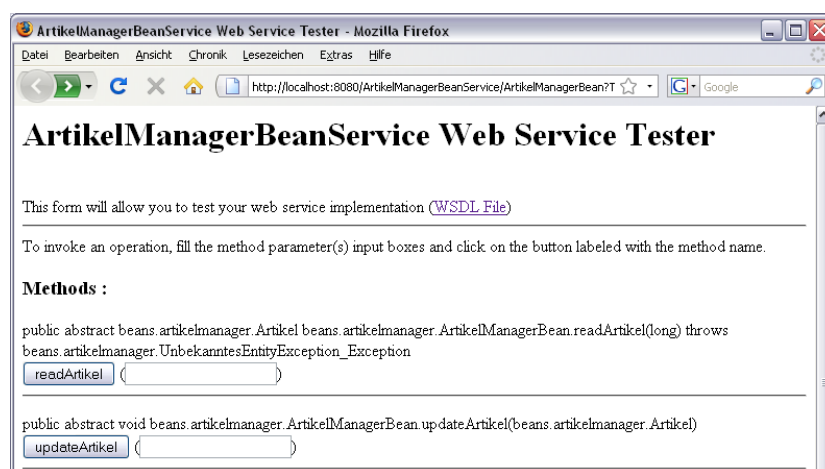 ArtikelManagerBeanService Web Service Tester - Mozilla Firefox
Datei Bearbeiten Ansicht Chronik Lesezeichen Extras Hilfe
http://localhost:8080/ArtikelManagerBeanService/ArtikelManagerBean?T
G Google
ArtikelManagerBeanService Web Service Tester
This form will allow you to test your web service implementation (WSDL File)
To invoke an operation, fill the method parameter(s) input boxes and click on the button labeled with the method name.
Methods :
public abstract beans.artikelmanager.Artikel beans.artikelmanager.ArtikelManagerBean.readArtikel(long) throws
beans.artikelmanager.UnbekanntesEntityException_Exception
readArtikel ( )
public abstract void beans.artikelmanager.ArtikelManagerBean.updateArtikel(beans.artikelmanager.Artikel)
updateArtikel ( )